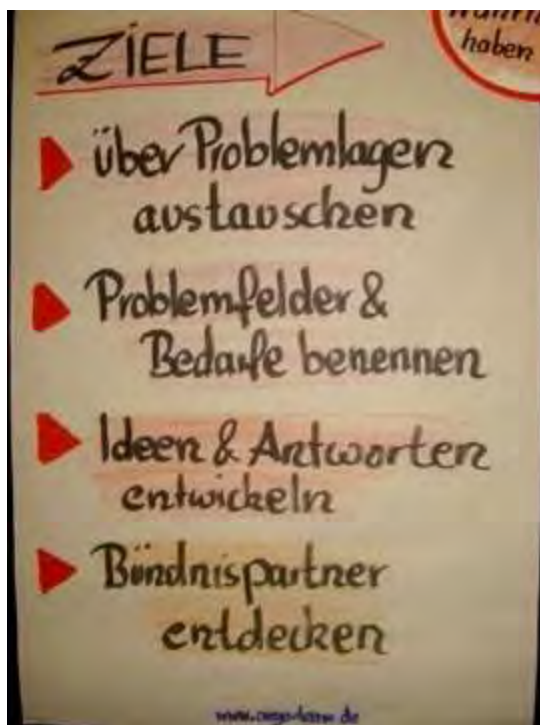 ZIELE
haben
über Problemlagen
austauschen
Problemfelder &
Bedarfe benennen
Ideen & Antworten
entwickeln
Bündnispartner
entdecken